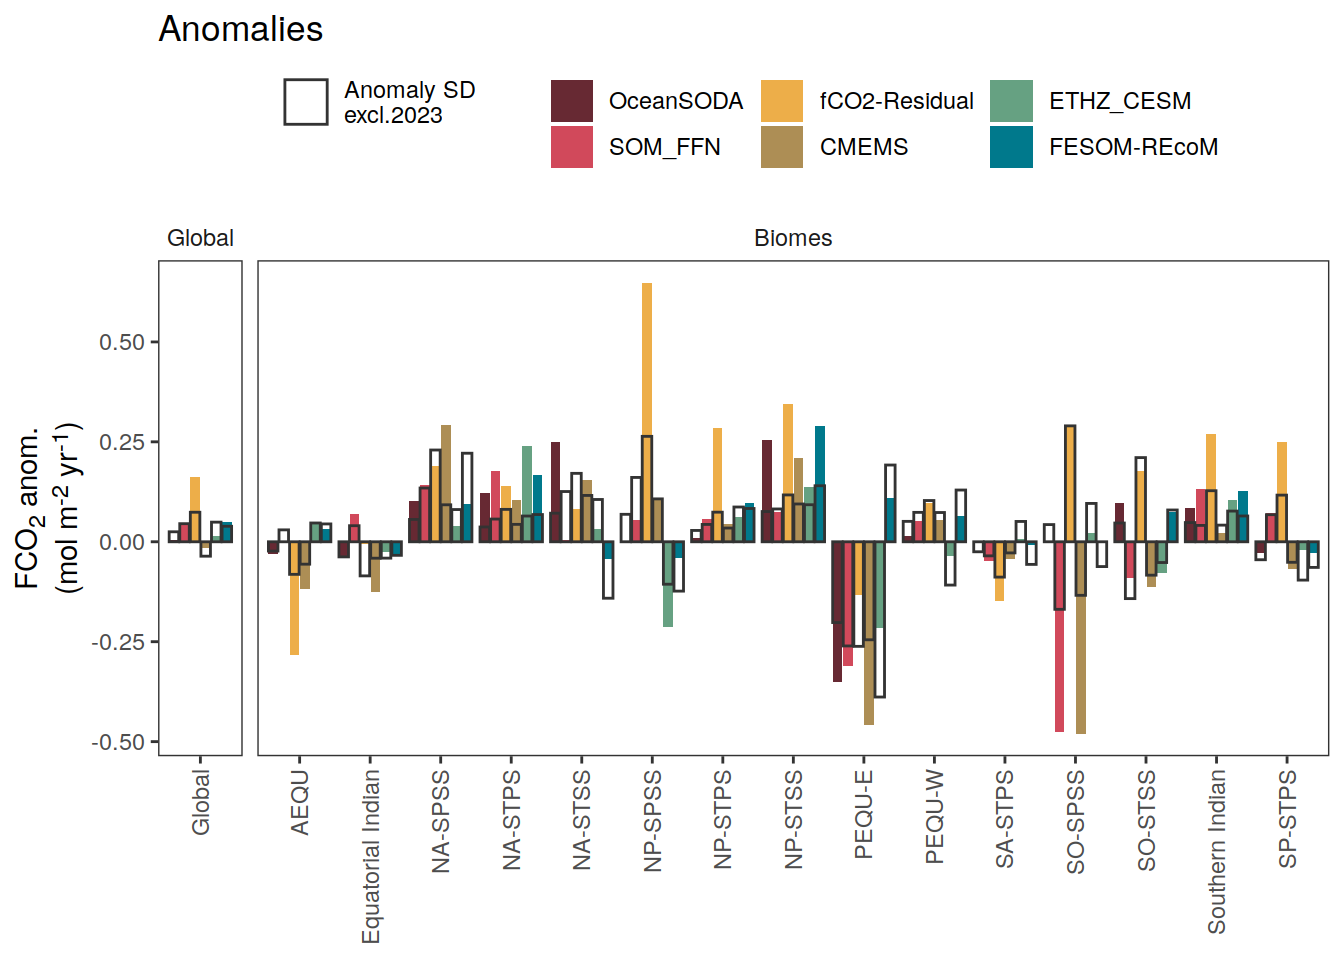 Anomalies
Anomaly SD
excl.2023
OceanSODA
fCO2-Residual
ETHZ_CESM
SOM_FFN
CMEMS
FESOM-REcoM
Global
Biomes
FCO₂ anom.
(mol m⁻² yr⁻¹)
0.50
0.25
0.00
-0.25
-0.50
Global
AEQU
Equatorial Indian
NA-SPSS
NA-STPS
NA-STSS
NP-SPSS
NP-STPS
NP-STSS
PEQU-E
PEQU-W
SA-STPS
SO-SPSS
SO-STSS
Southern Indian
SP-STPS